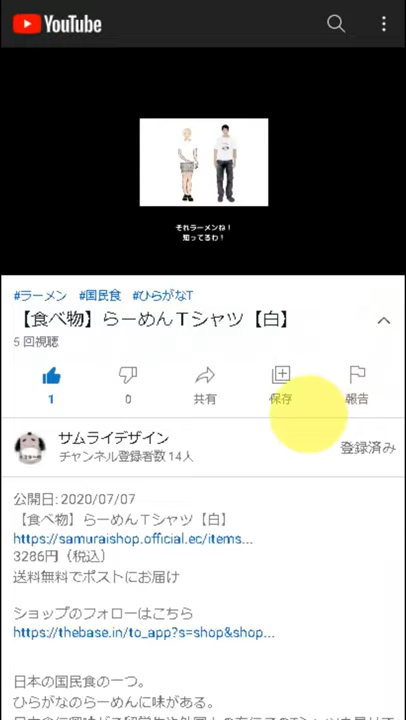 YouTube
それラーメンね！
知ってるわ！
#ラーメン #国民食 #ひらがなT
【食べ物】らーめんＴシャツ【白】
5 回視聴
1 0 共有 保存 報告
サムライデザイン
チャンネル登録者数 14人
登録済み
公開日: 2020/07/07
【食べ物】らーめんＴシャツ【白】
https://samuraishop.official.ec/items...
3286円（税込）
送料無料でポストにお届け
ショップのフォローはこちら
https://thebase.in/to_app?s=shop&shop...
日本の国民食の一つ。
ひらがなのらーめんに味がある。